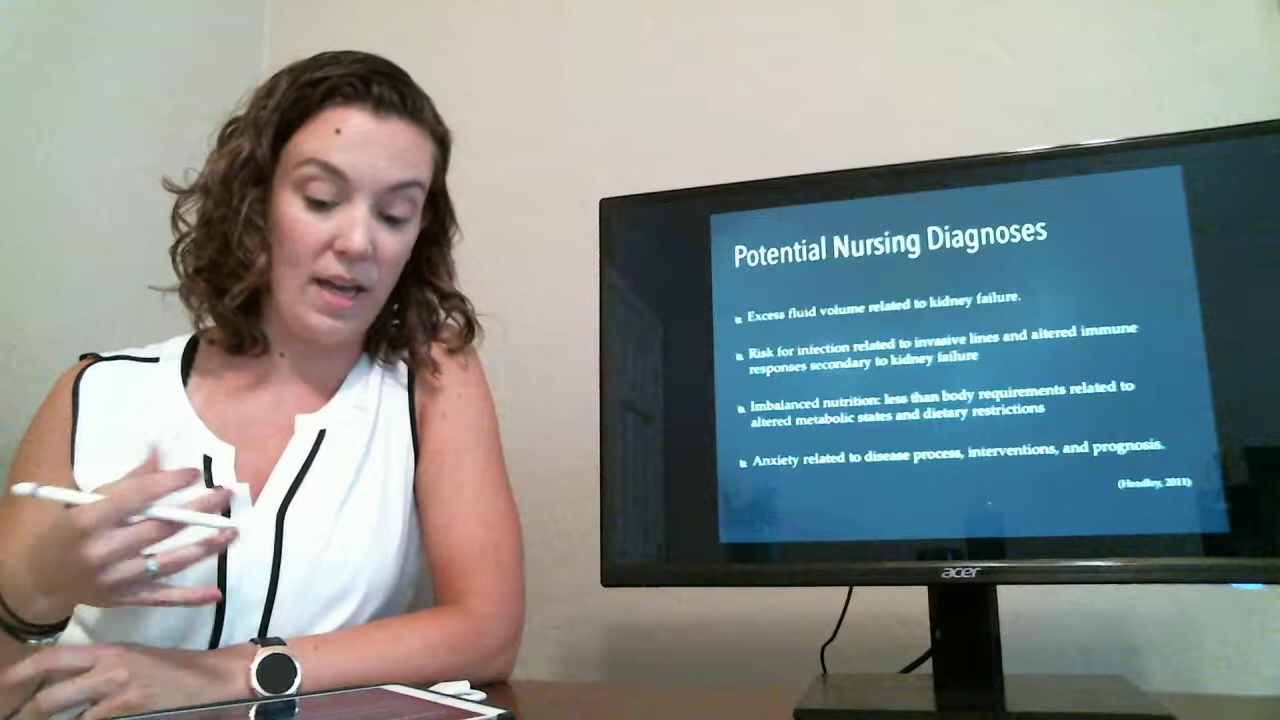 Potential Nursing Diagnoses
Excess fluid volume related to kidney failure.
Risk for infection related to invasive lines and altered immune
responses secondary to kidney failure
Imbalanced nutrition: less than body requirements related to
altered metabolic states and dietary restrictions
Anxiety related to disease process, interventions, and prognosis.
(Headley, 2011)
acer